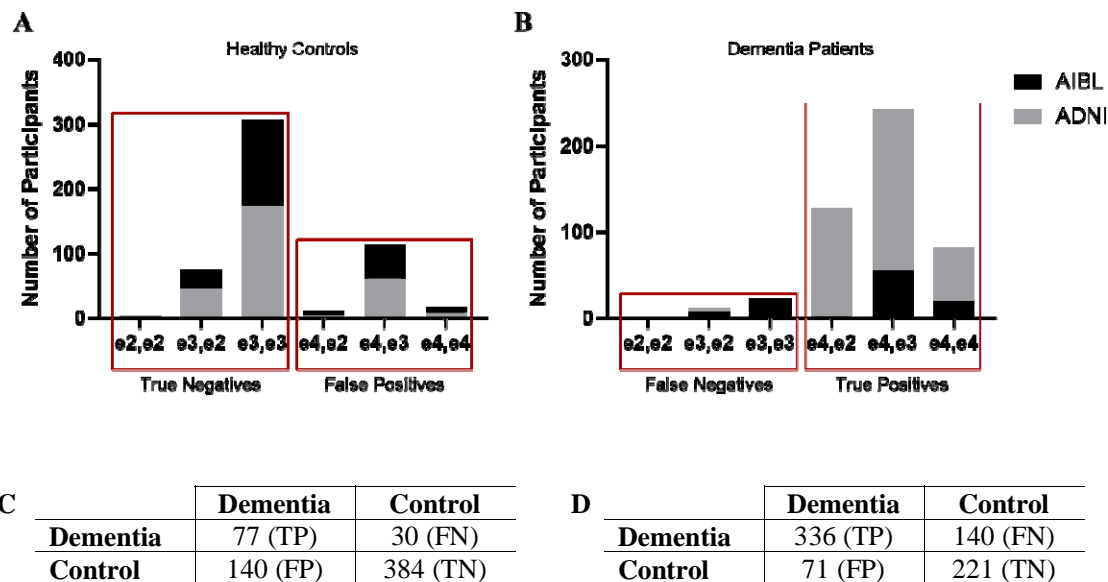 A
Healthy Controls
Number of Participants
400
300
200
100
0
e2,e2 e3,e2 e3,e3 e4,e2 e4,e3 e4,e4
True Negatives False Positives
B
Dementia Patients
Number of Participants
300
200
100
0
e2,e2 e3,e2 e3,e3 e4,e2 e4,e3 e4,e4
False Negatives True Positives
AIBL
ADNI
C
Dementia Control
Dementia 77 (TP) 30 (FN)
Control 140 (FP) 384 (TN)
D
Dementia Control
Dementia 336 (TP) 140 (FN)
Control 71 (FP) 221 (TN)